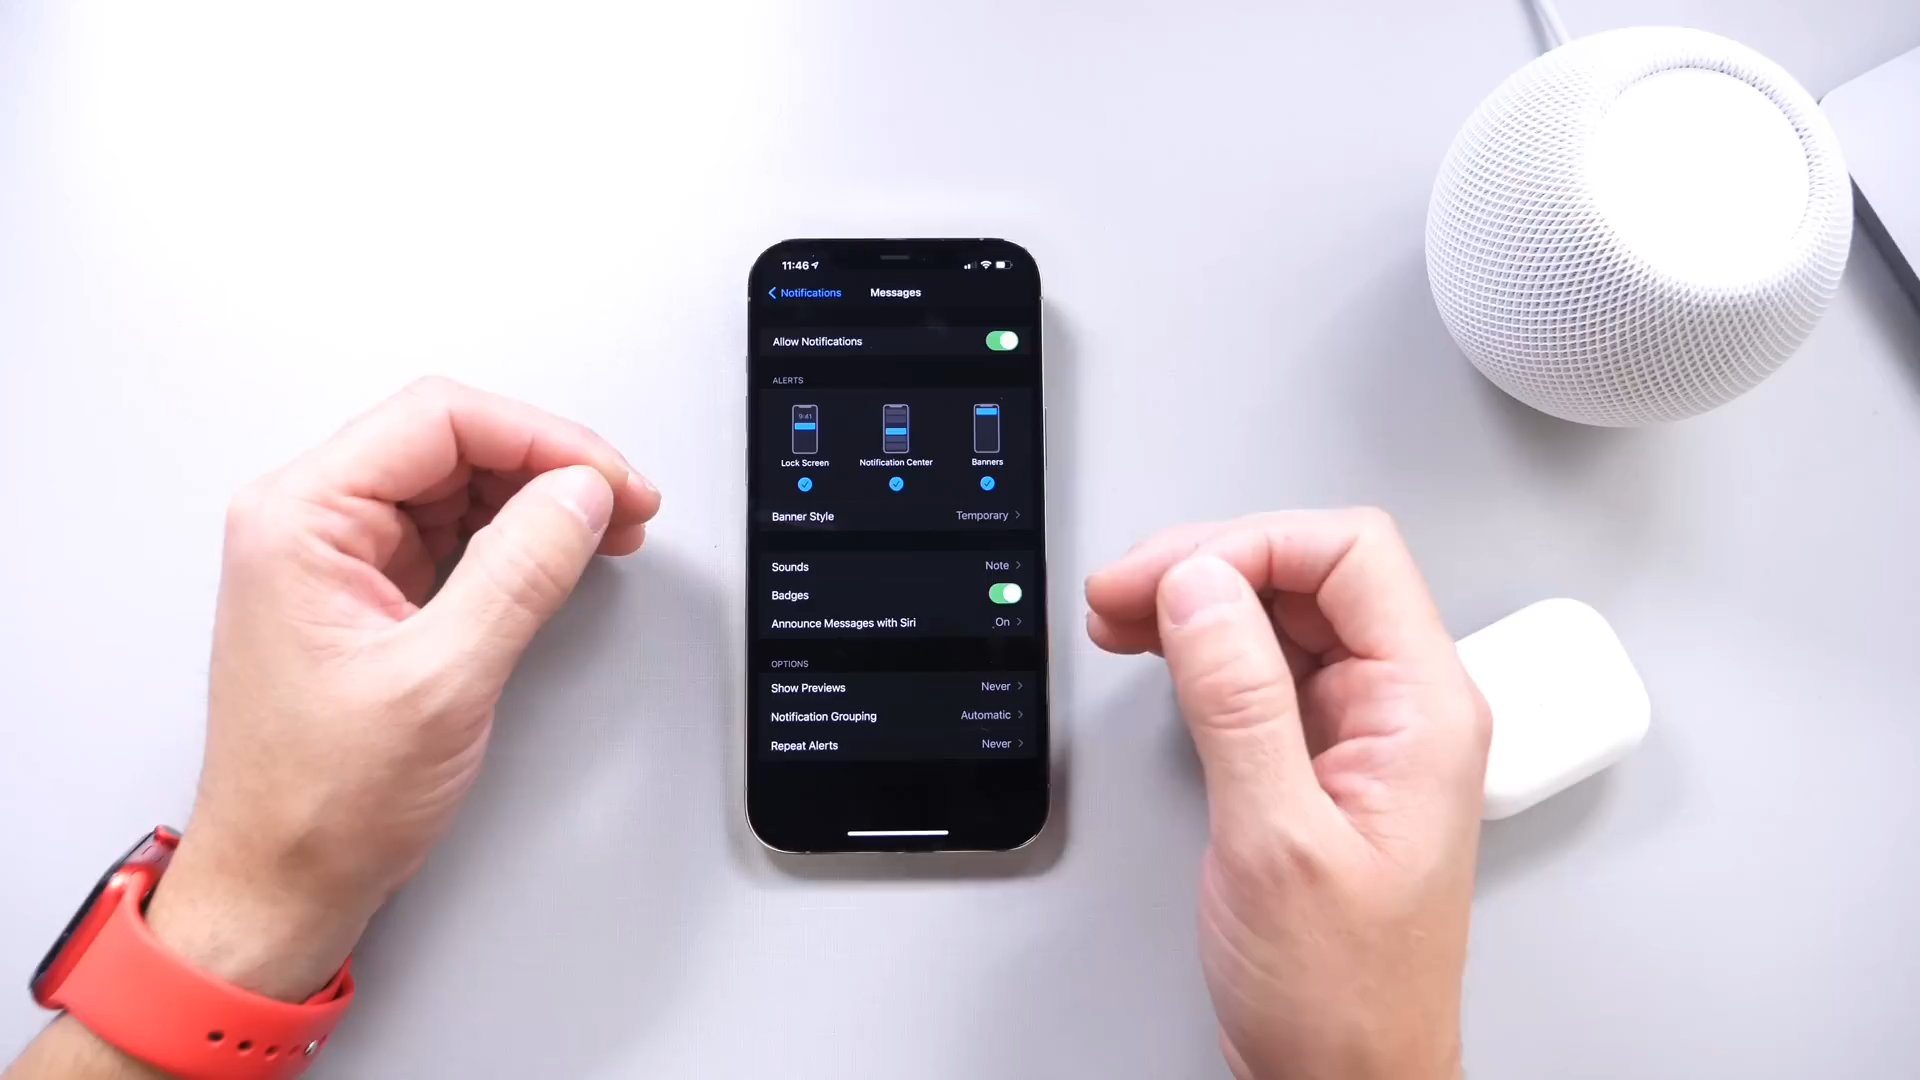 11:46
Notifications Messages
Allow Notifications
ALERTS
9:41
Lock Screen Notification Center Banners
Banner Style Temporary
Sounds Note
Badges
Announce Messages with Siri On
OPTIONS
Show Previews Never
Notification Grouping Automatic
Repeat Alerts Never